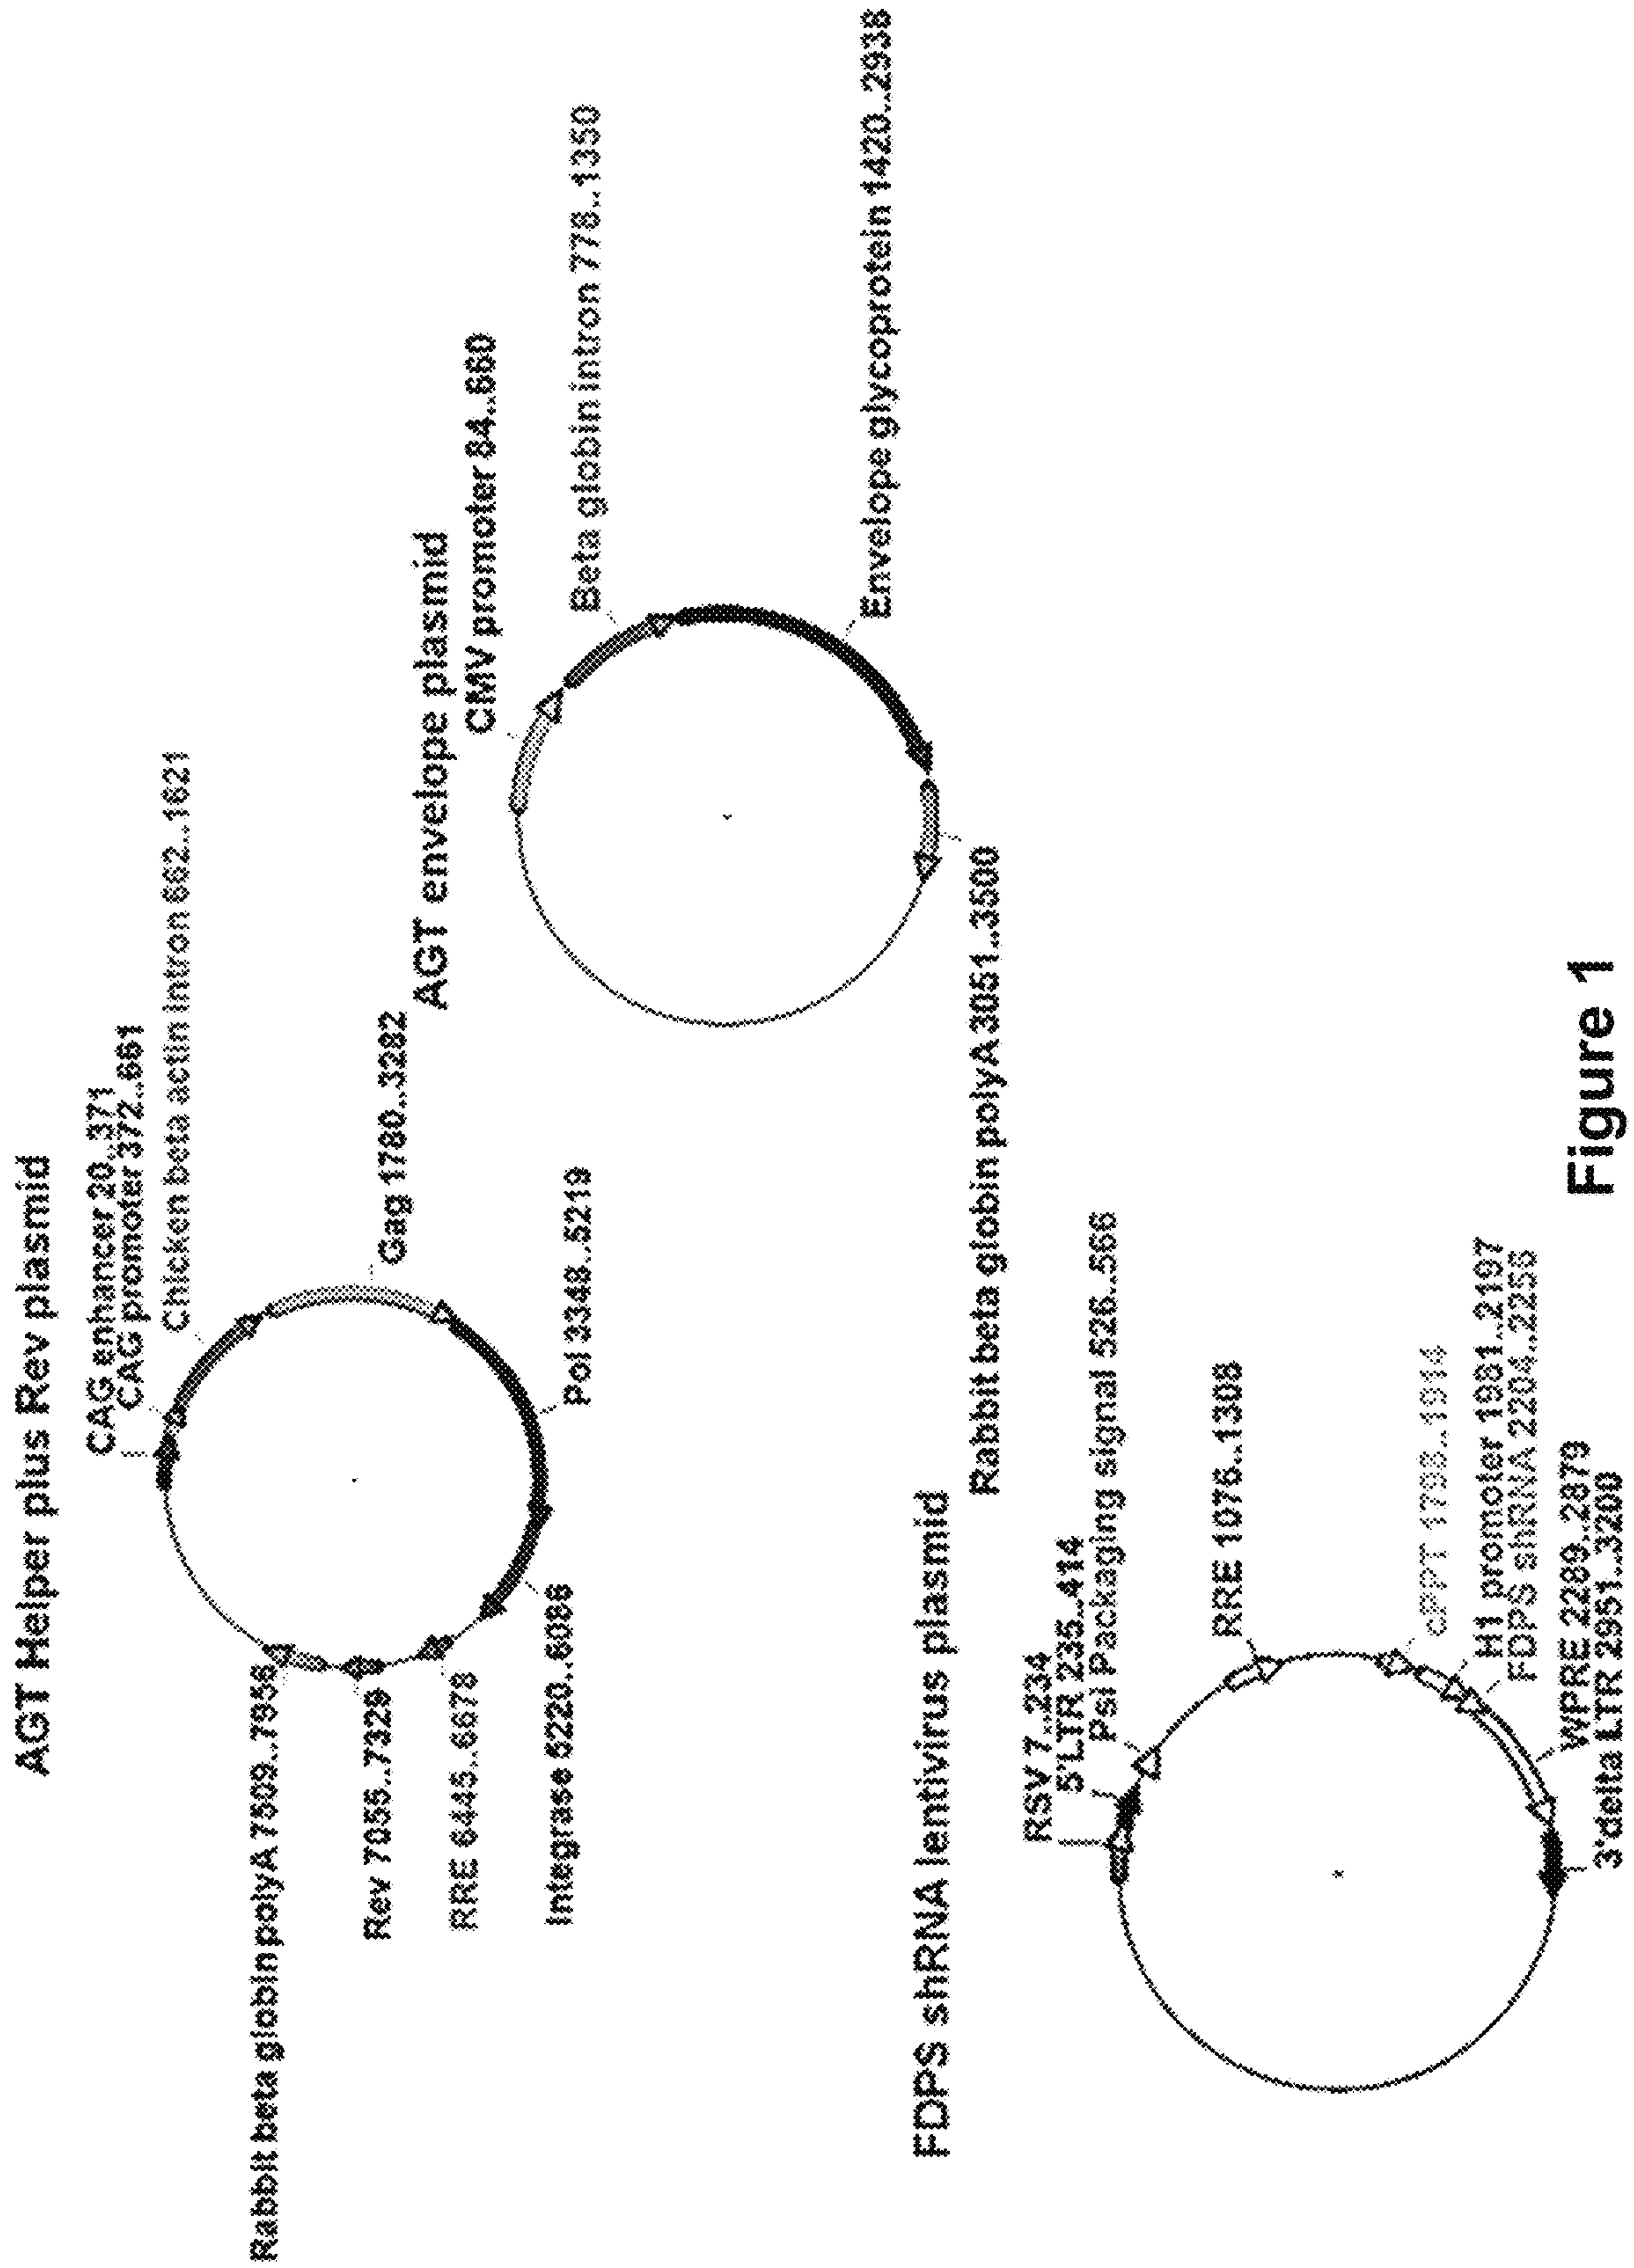 AGT Helper plus Rev plasmid
CAG enhancer 20..371
CAG promoter 372..661
Chicken beta actin intron 662..1621
Gag 1780..3282
Pol 3348..5219
Integrase 5220..6086
RRE 6445..6678
Rev 7055..7329
Rabbit beta globin polyA 7509..7956
AGT envelope plasmid
CMV promoter 84..660
Beta globin intron 778..1350
Envelope glycoprotein 1420..2938
Rabbit beta globin polyA 3051..3500
FDPS shRNA lentivirus plasmid
RSV 7..234
5'LTR 235..414
Psi Packaging signal 526..566
RRE 1076..1308
cPPT 1798..1914
H1 promoter 1981..2197
FDPS shRNA 2204..2255
WPRE 2289..2879
3'delta LTR 2951..3200
Figure 1